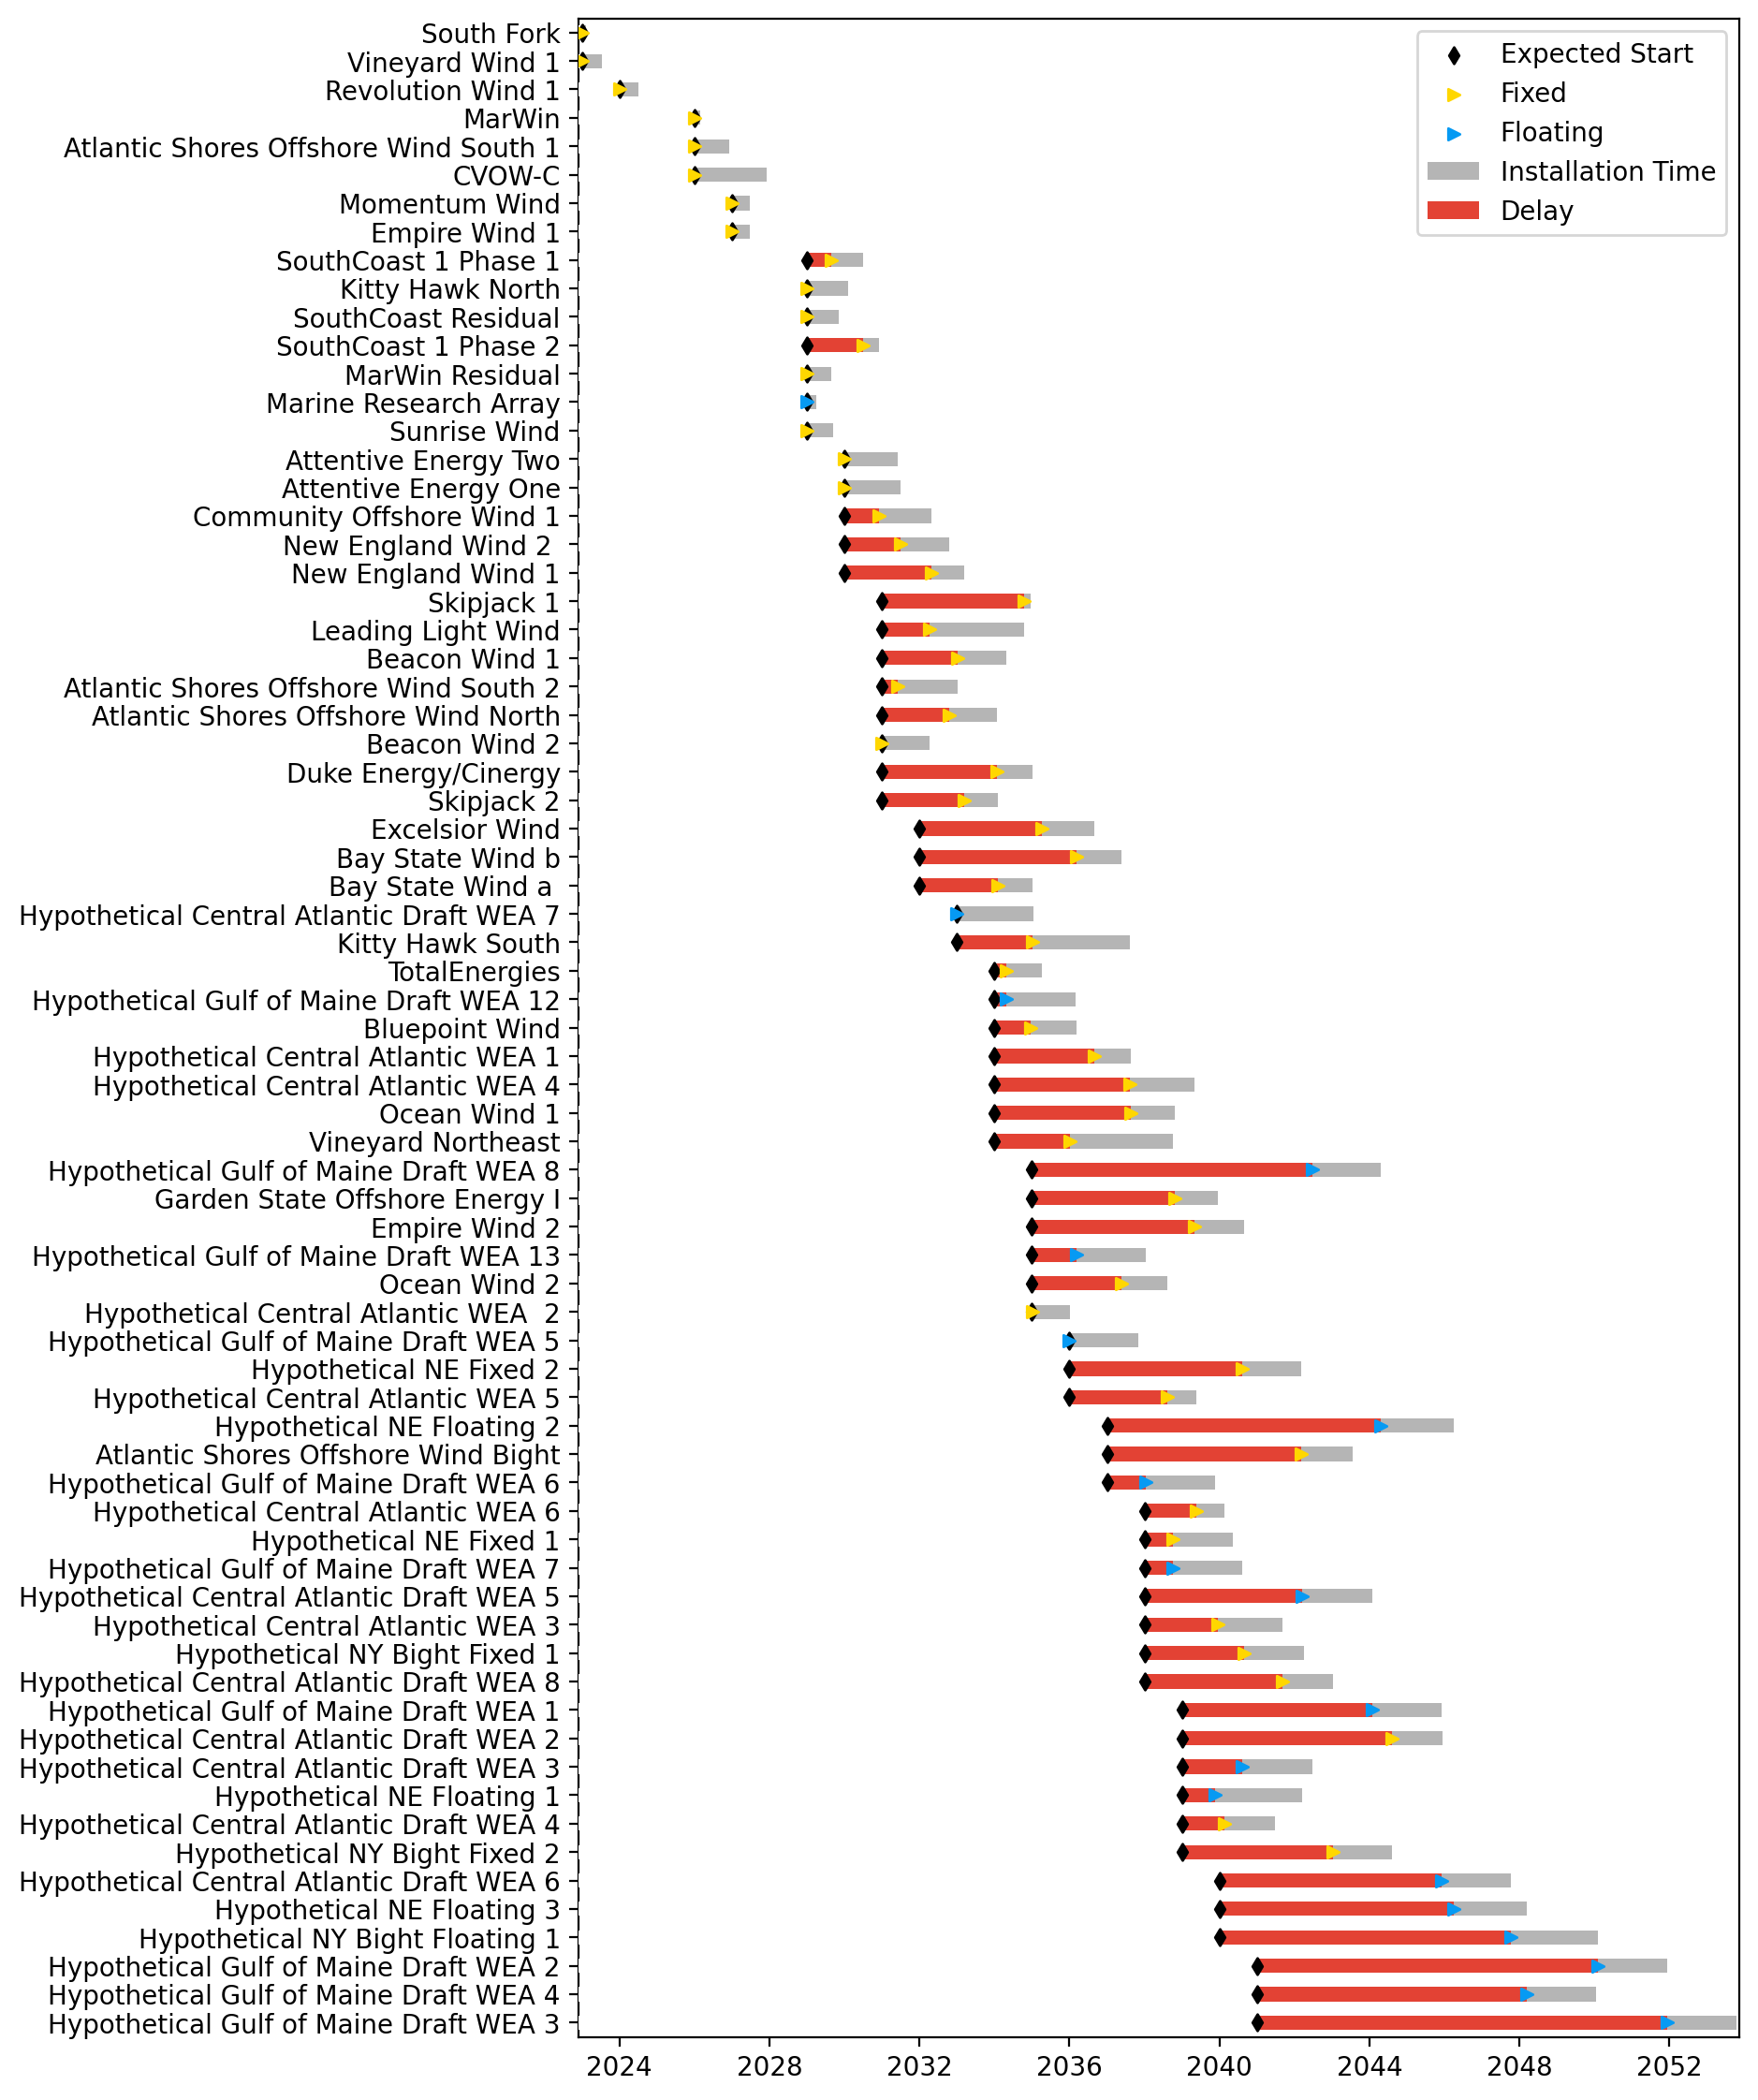 South Fork
Vineyard Wind 1
Revolution Wind 1
MarWin
Atlantic Shores Offshore Wind South 1
CVOW-C
Momentum Wind
Empire Wind 1
SouthCoast 1 Phase 1
Kitty Hawk North
SouthCoast Residual
SouthCoast 1 Phase 2
MarWin Residual
Marine Research Array
Sunrise Wind
Attentive Energy Two
Attentive Energy One
Community Offshore Wind 1
New England Wind 2
New England Wind 1
Skipjack 1
Leading Light Wind
Beacon Wind 1
Atlantic Shores Offshore Wind South 2
Atlantic Shores Offshore Wind North
Beacon Wind 2
Duke Energy/Cinergy
Skipjack 2
Excelsior Wind
Bay State Wind b
Bay State Wind a
Hypothetical Central Atlantic Draft WEA 7
Kitty Hawk South
TotalEnergies
Hypothetical Gulf of Maine Draft WEA 12
Bluepoint Wind
Hypothetical Central Atlantic WEA 1
Hypothetical Central Atlantic WEA 4
Ocean Wind 1
Vineyard Northeast
Hypothetical Gulf of Maine Draft WEA 8
Garden State Offshore Energy I
Empire Wind 2
Hypothetical Gulf of Maine Draft WEA 13
Ocean Wind 2
Hypothetical Central Atlantic WEA  2
Hypothetical Gulf of Maine Draft WEA 5
Hypothetical NE Fixed 2
Hypothetical Central Atlantic WEA 5
Hypothetical NE Floating 2
Atlantic Shores Offshore Wind Bight
Hypothetical Gulf of Maine Draft WEA 6
Hypothetical Central Atlantic WEA 6
Hypothetical NE Fixed 1
Hypothetical Gulf of Maine Draft WEA 7
Hypothetical Central Atlantic Draft WEA 5
Hypothetical Central Atlantic WEA 3
Hypothetical NY Bight Fixed 1
Hypothetical Central Atlantic Draft WEA 8
Hypothetical Gulf of Maine Draft WEA 1
Hypothetical Central Atlantic Draft WEA 2
Hypothetical Central Atlantic Draft WEA 3
Hypothetical NE Floating 1
Hypothetical Central Atlantic Draft WEA 4
Hypothetical NY Bight Fixed 2
Hypothetical Central Atlantic Draft WEA 6
Hypothetical NE Floating 3
Hypothetical NY Bight Floating 1
Hypothetical Gulf of Maine Draft WEA 2
Hypothetical Gulf of Maine Draft WEA 4
Hypothetical Gulf of Maine Draft WEA 3
Expected Start
Fixed
Floating
Installation Time
Delay
2024 2028 2032 2036 2040 2044 2048 2052